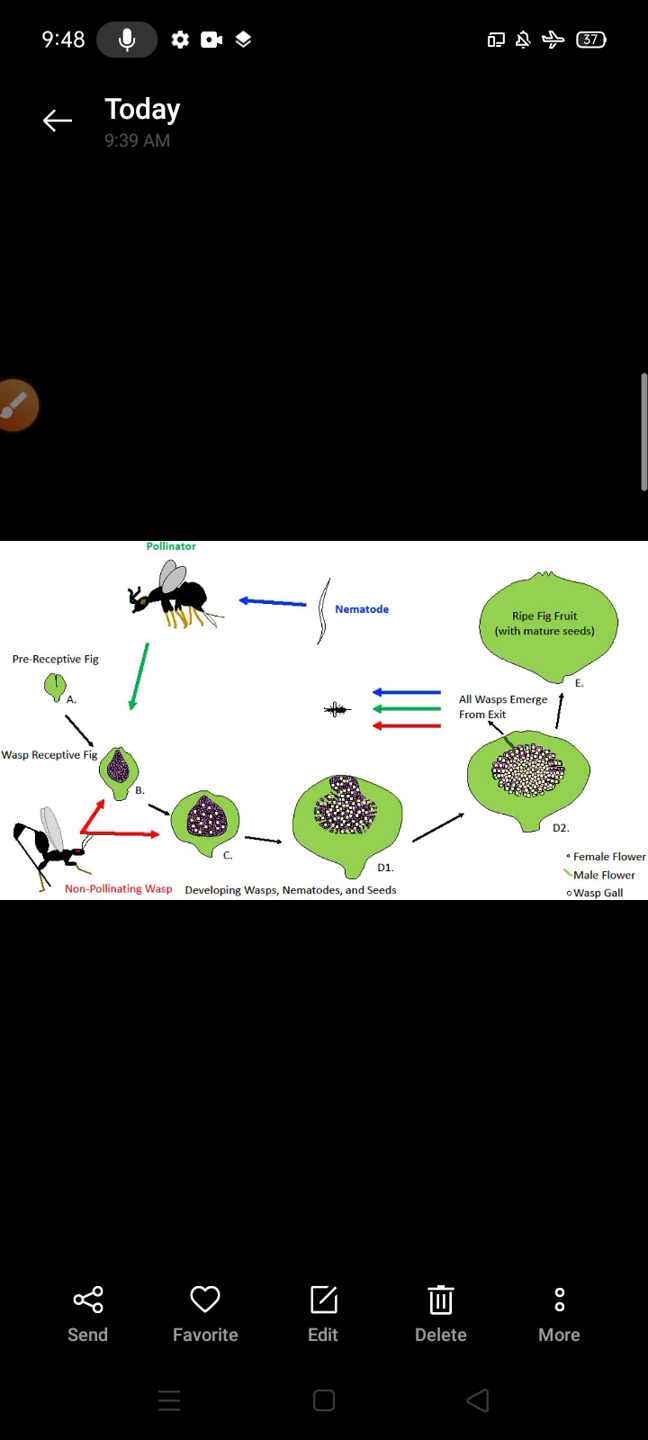 9:48
37
Today
9:39 AM
Pollinator
Nematode
Ripe Fig Fruit
(with mature seeds)
E.
Pre-Receptive Fig
A.
All Wasps Emerge
From Exit
Wasp Receptive Fig
B.
C.
D1.
D2.
Female Flower
Male Flower
Wasp Gall
Non-Pollinating Wasp
Developing Wasps, Nematodes, and Seeds
Send
Favorite
Edit
Delete
More